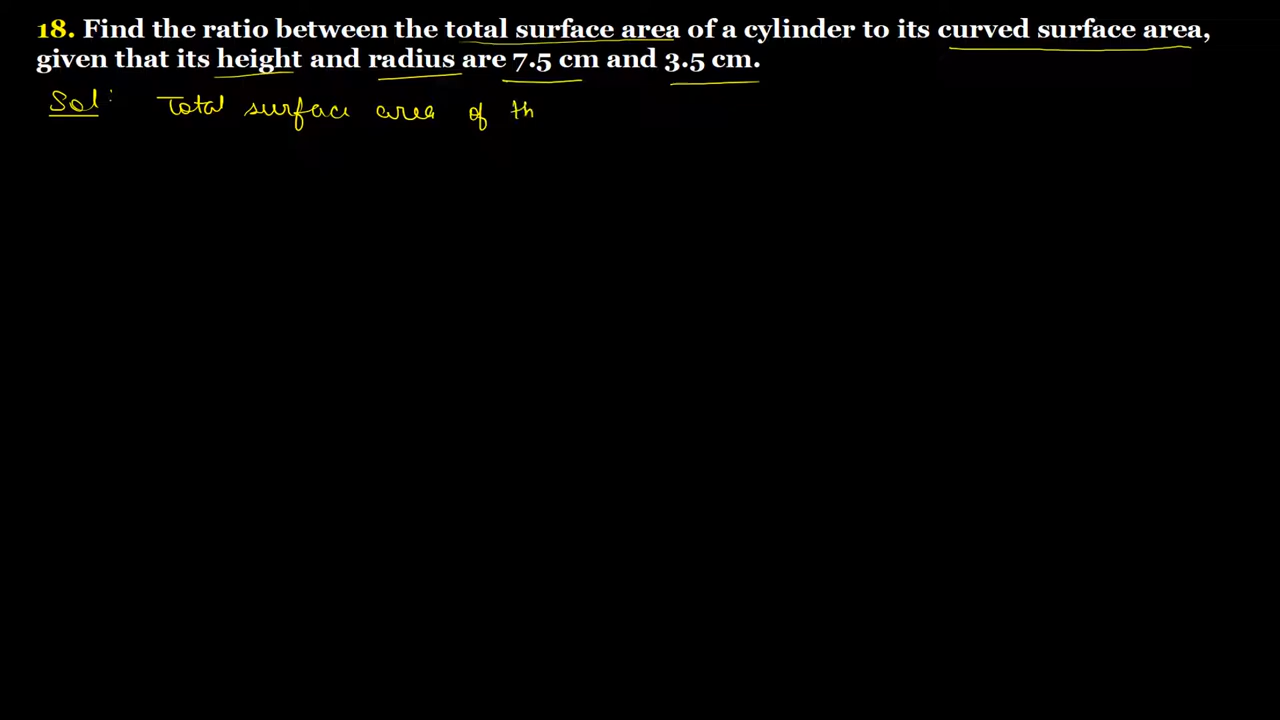 18. Find the ratio between the total surface area of a cylinder to its curved surface area,
given that its height and radius are 7.5 cm and 3.5 cm.
Sol: Total surface area of th